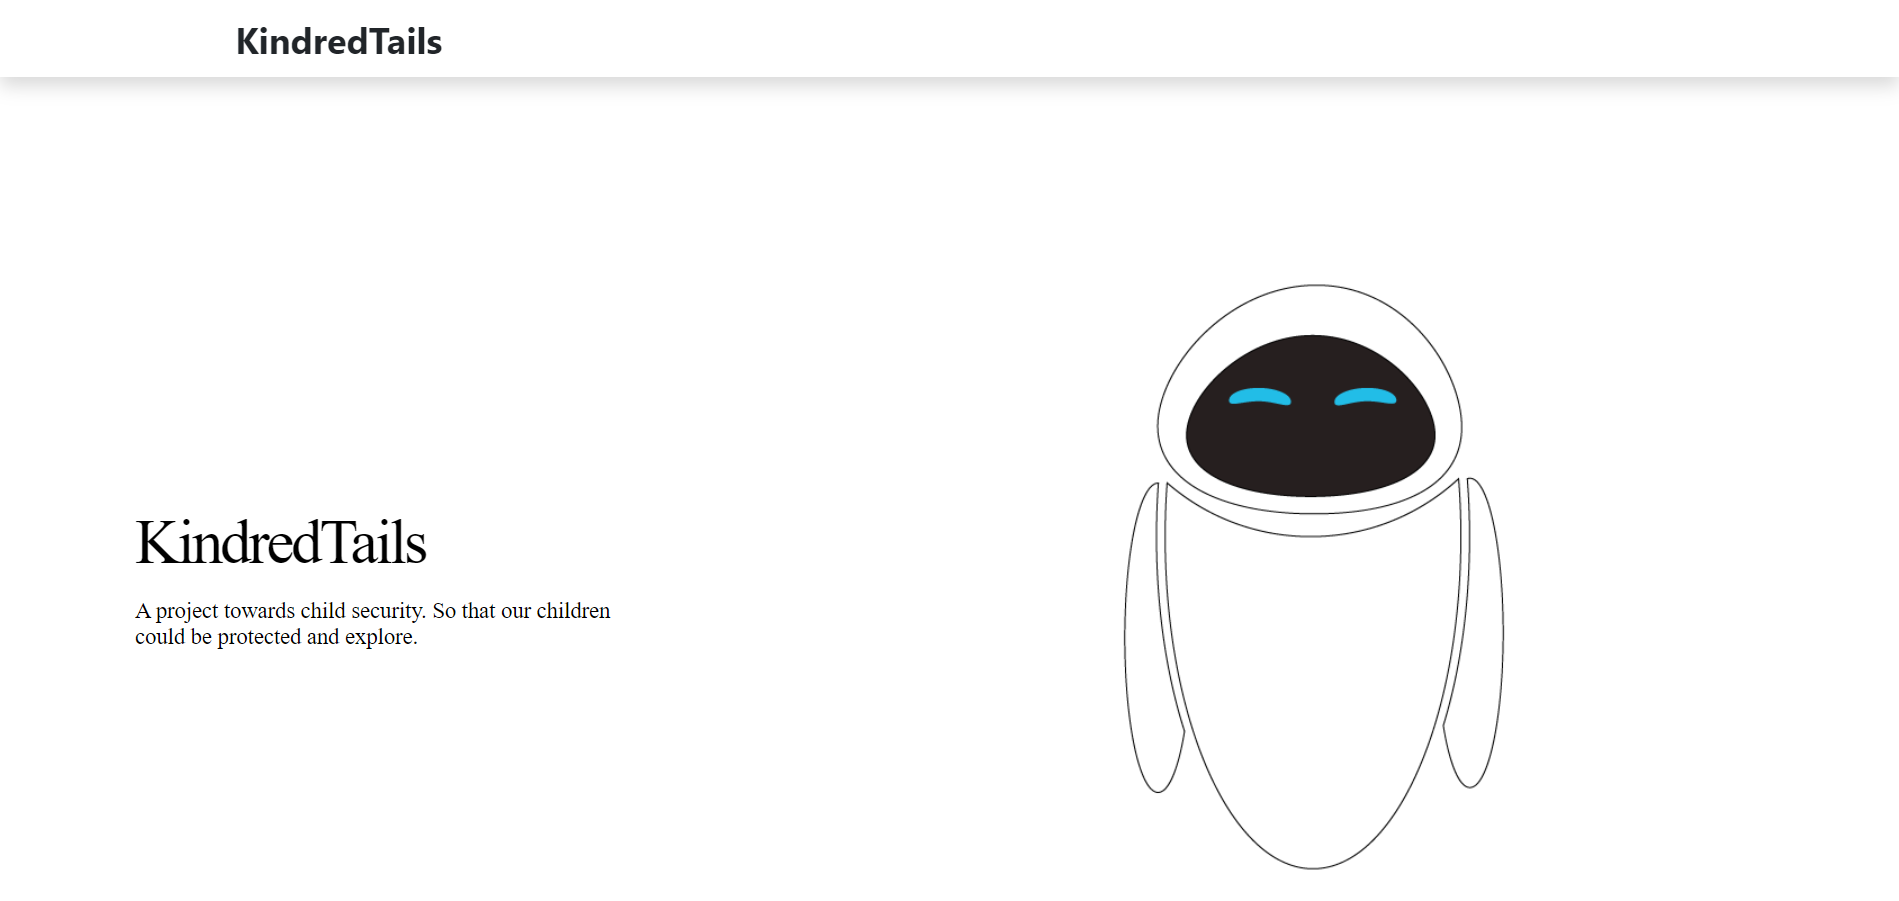 KindredTails
KindredTails
A project towards child security. So that our children
could be protected and explore.